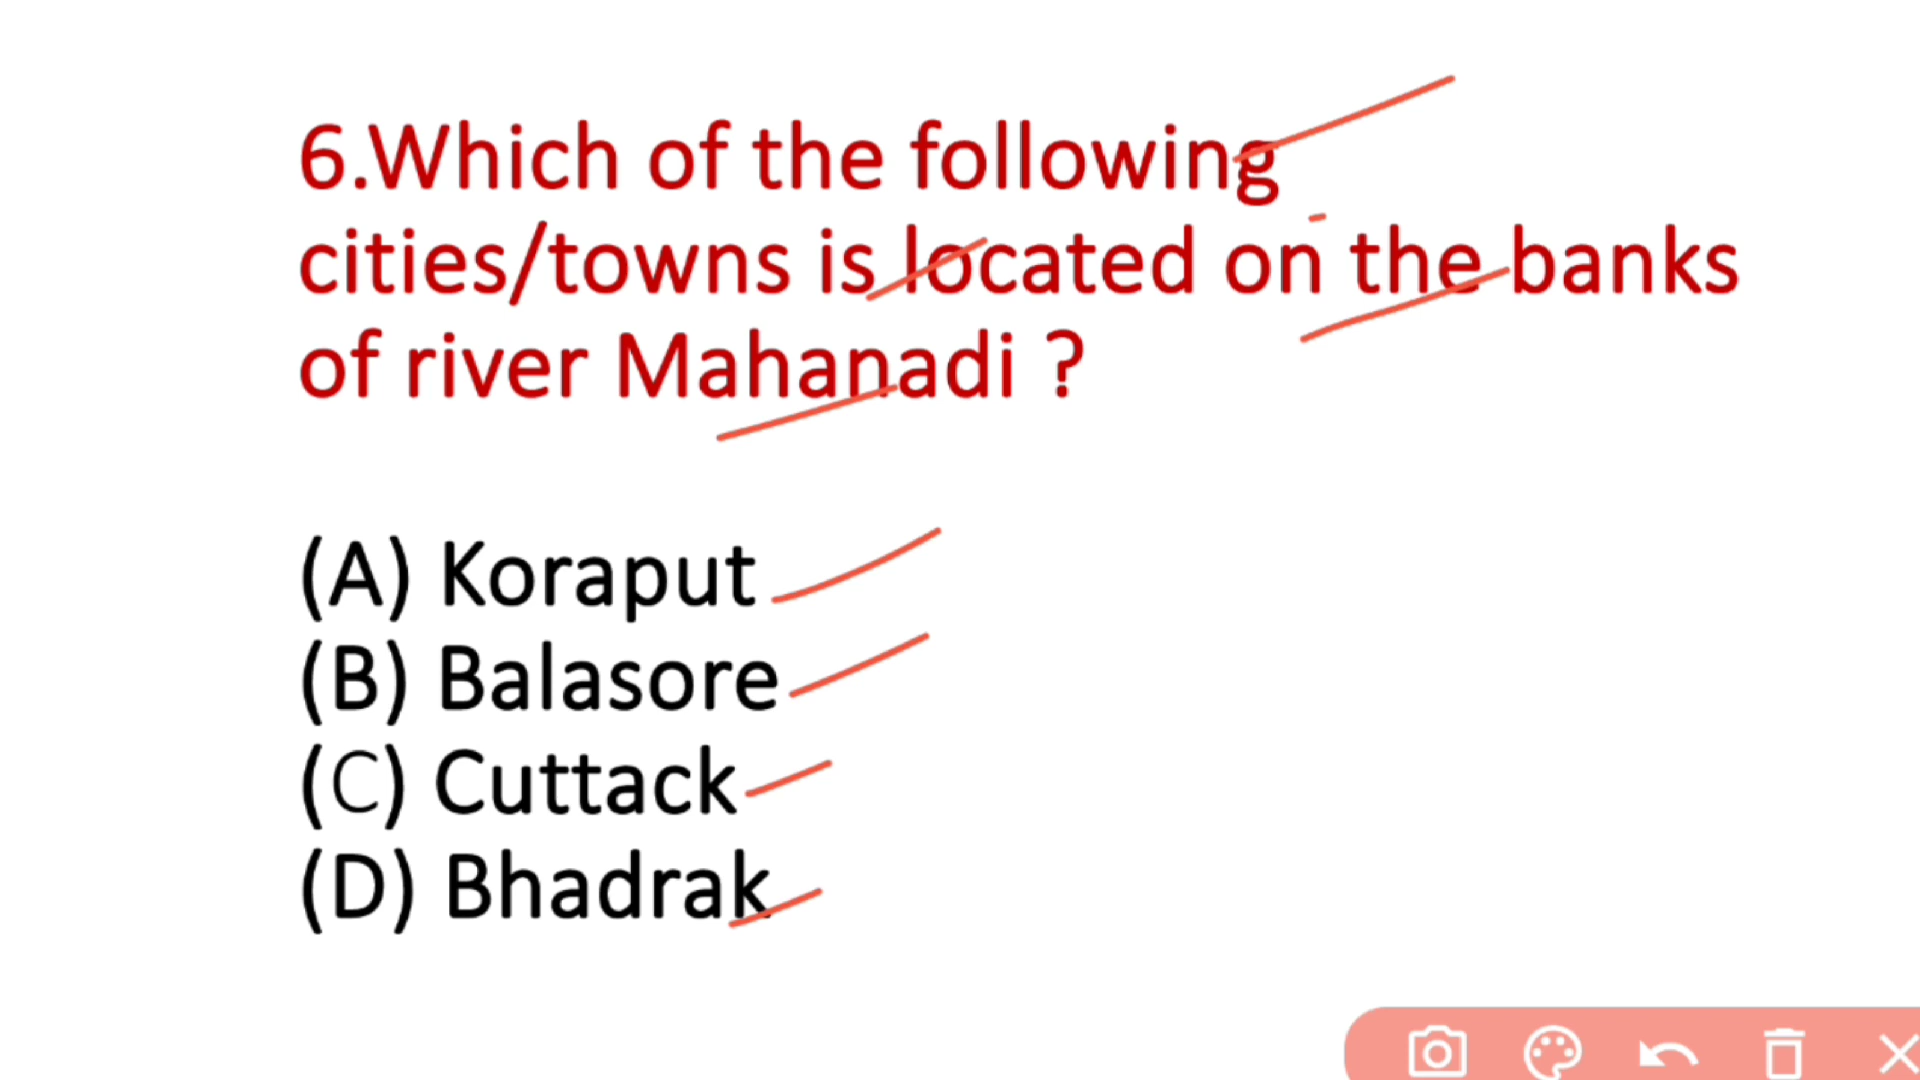 6.Which of the following
cities/towns is located on the banks
of river Mahanadi ?
(A) Koraput
(B) Balasore
(C) Cuttack
(D) Bhadrak